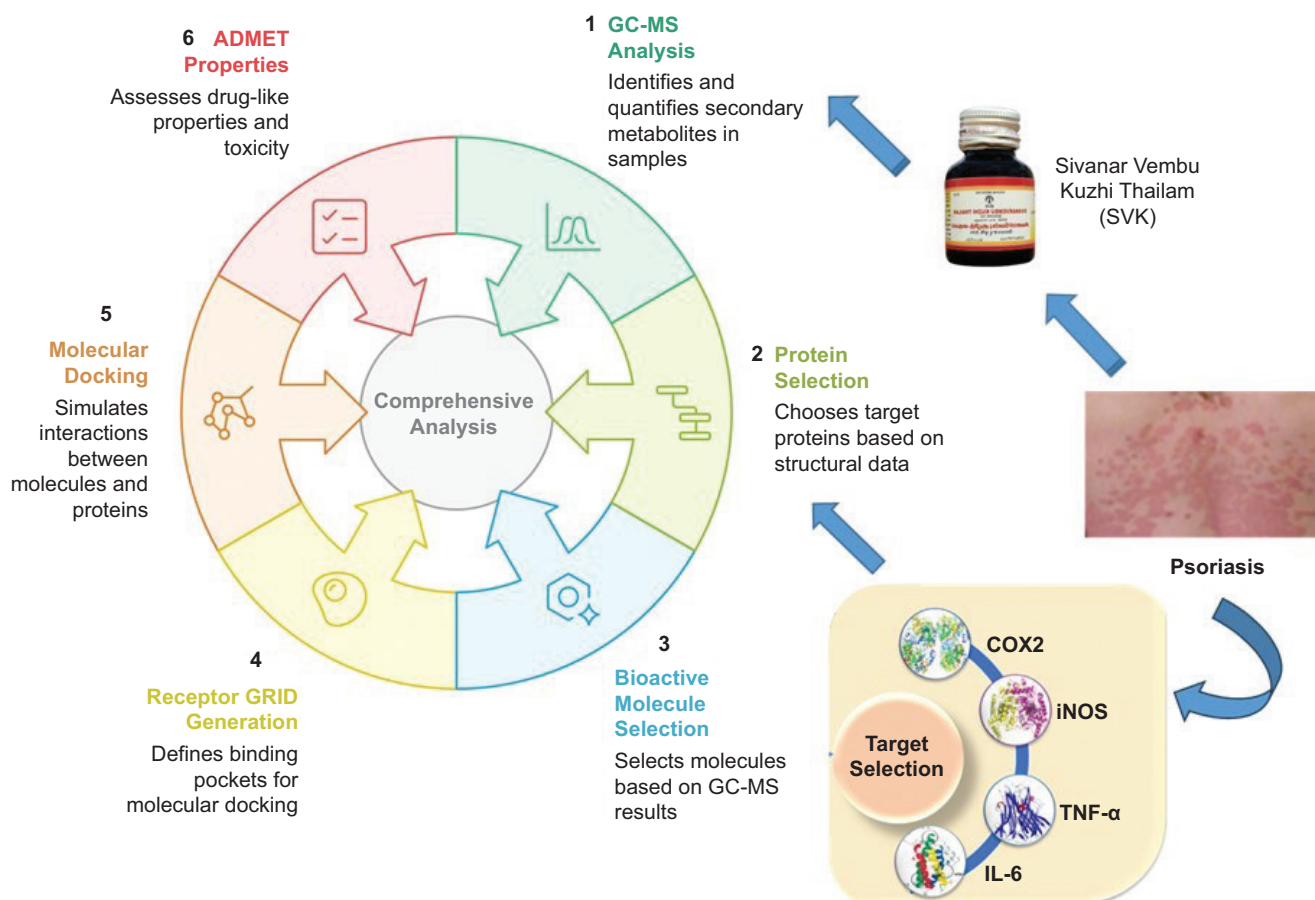 1 GC-MS
Analysis
Identifies and
quantifies secondary
metabolites in
samples
6 ADMET
Properties
Assesses drug-like
properties and
toxicity
Sivanar Vembu
Kuzhi Thailam
(SVK)
5
Molecular
Docking
Simulates
interactions
between
molecules and
proteins
Comprehensive
Analysis
2 Protein
Selection
Chooses target
proteins based on
structural data
Psoriasis
4
Receptor GRID
Generation
Defines binding
pockets for
molecular docking
3
Bioactive
Molecule
Selection
Selects molecules
based on GC-MS
results
Target
Selection
COX2
iNOS
TNF-α
IL-6